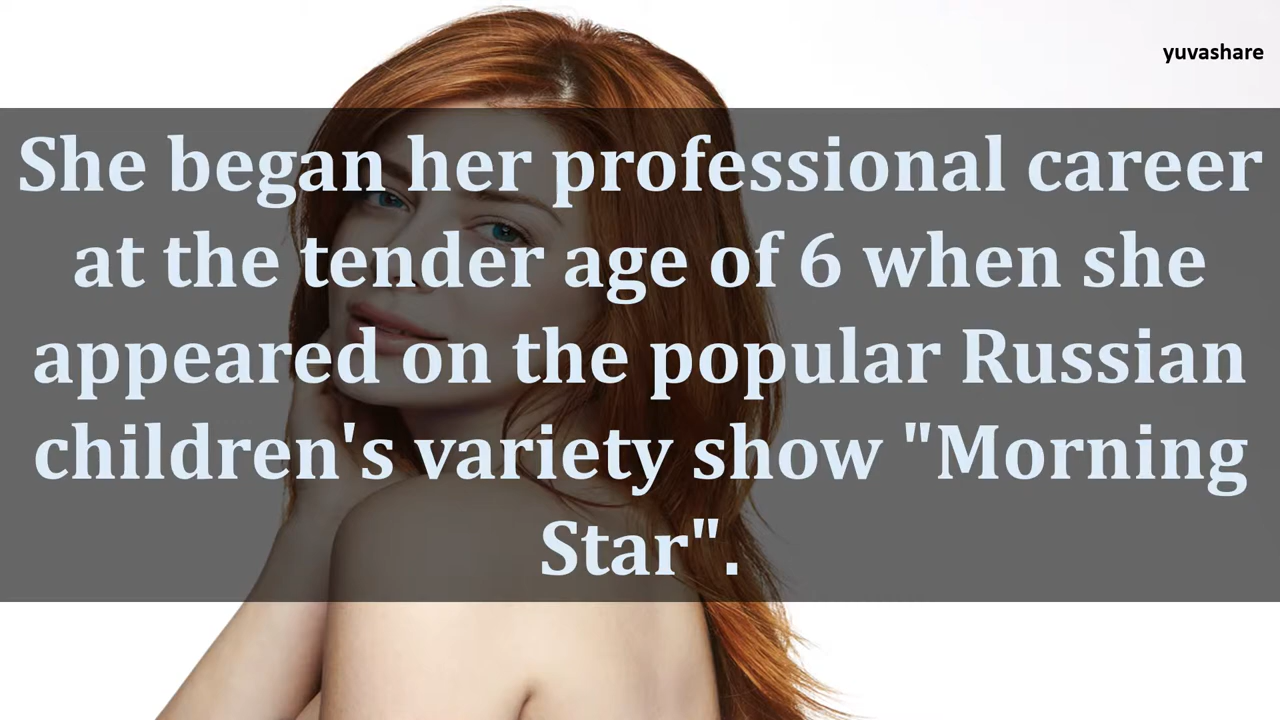 yuvashare
She began her professional career
at the tender age of 6 when she
appeared on the popular Russian
children's variety show "Morning
Star".